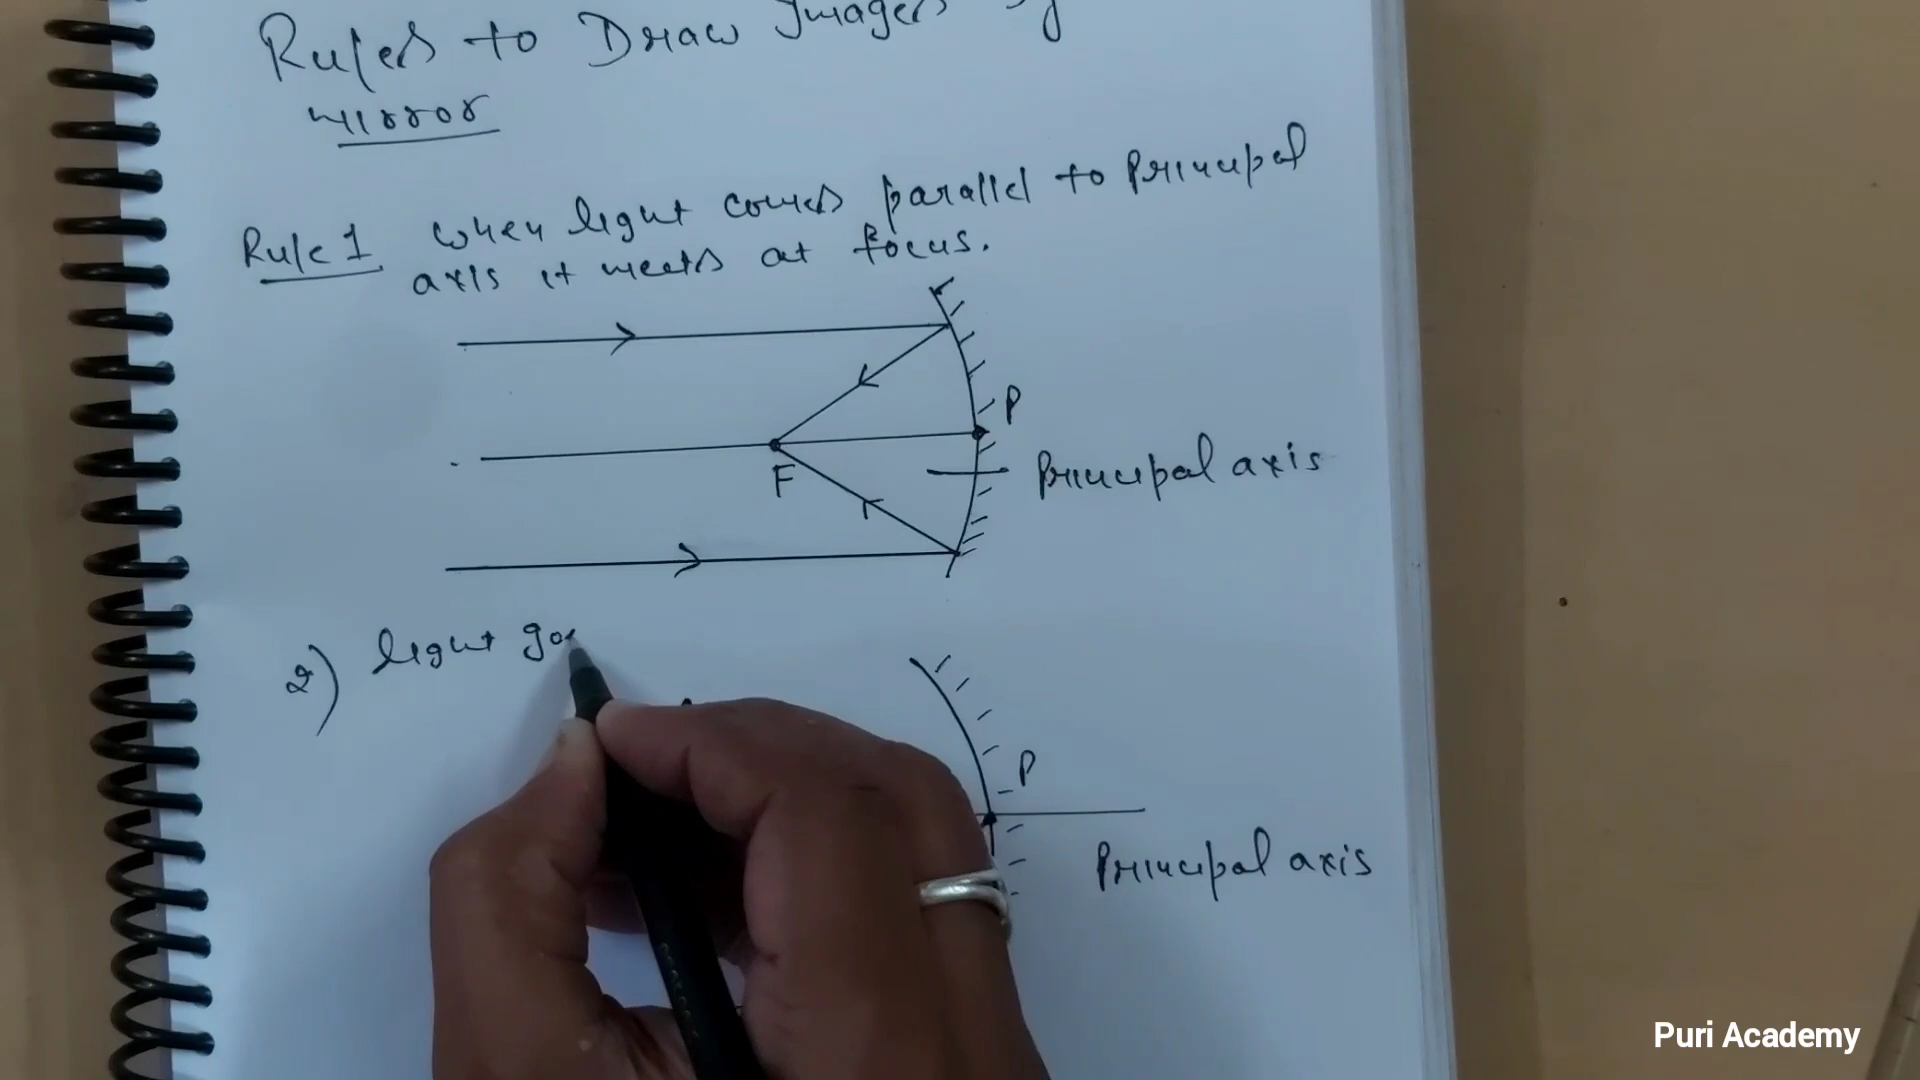 Rules to Draw Images by
mirror
Rule 1 when light comes parallel to Principal
axis it meets at focus.
P
F
Principal axis
2) light go
P
Principal axis
Puri Academy